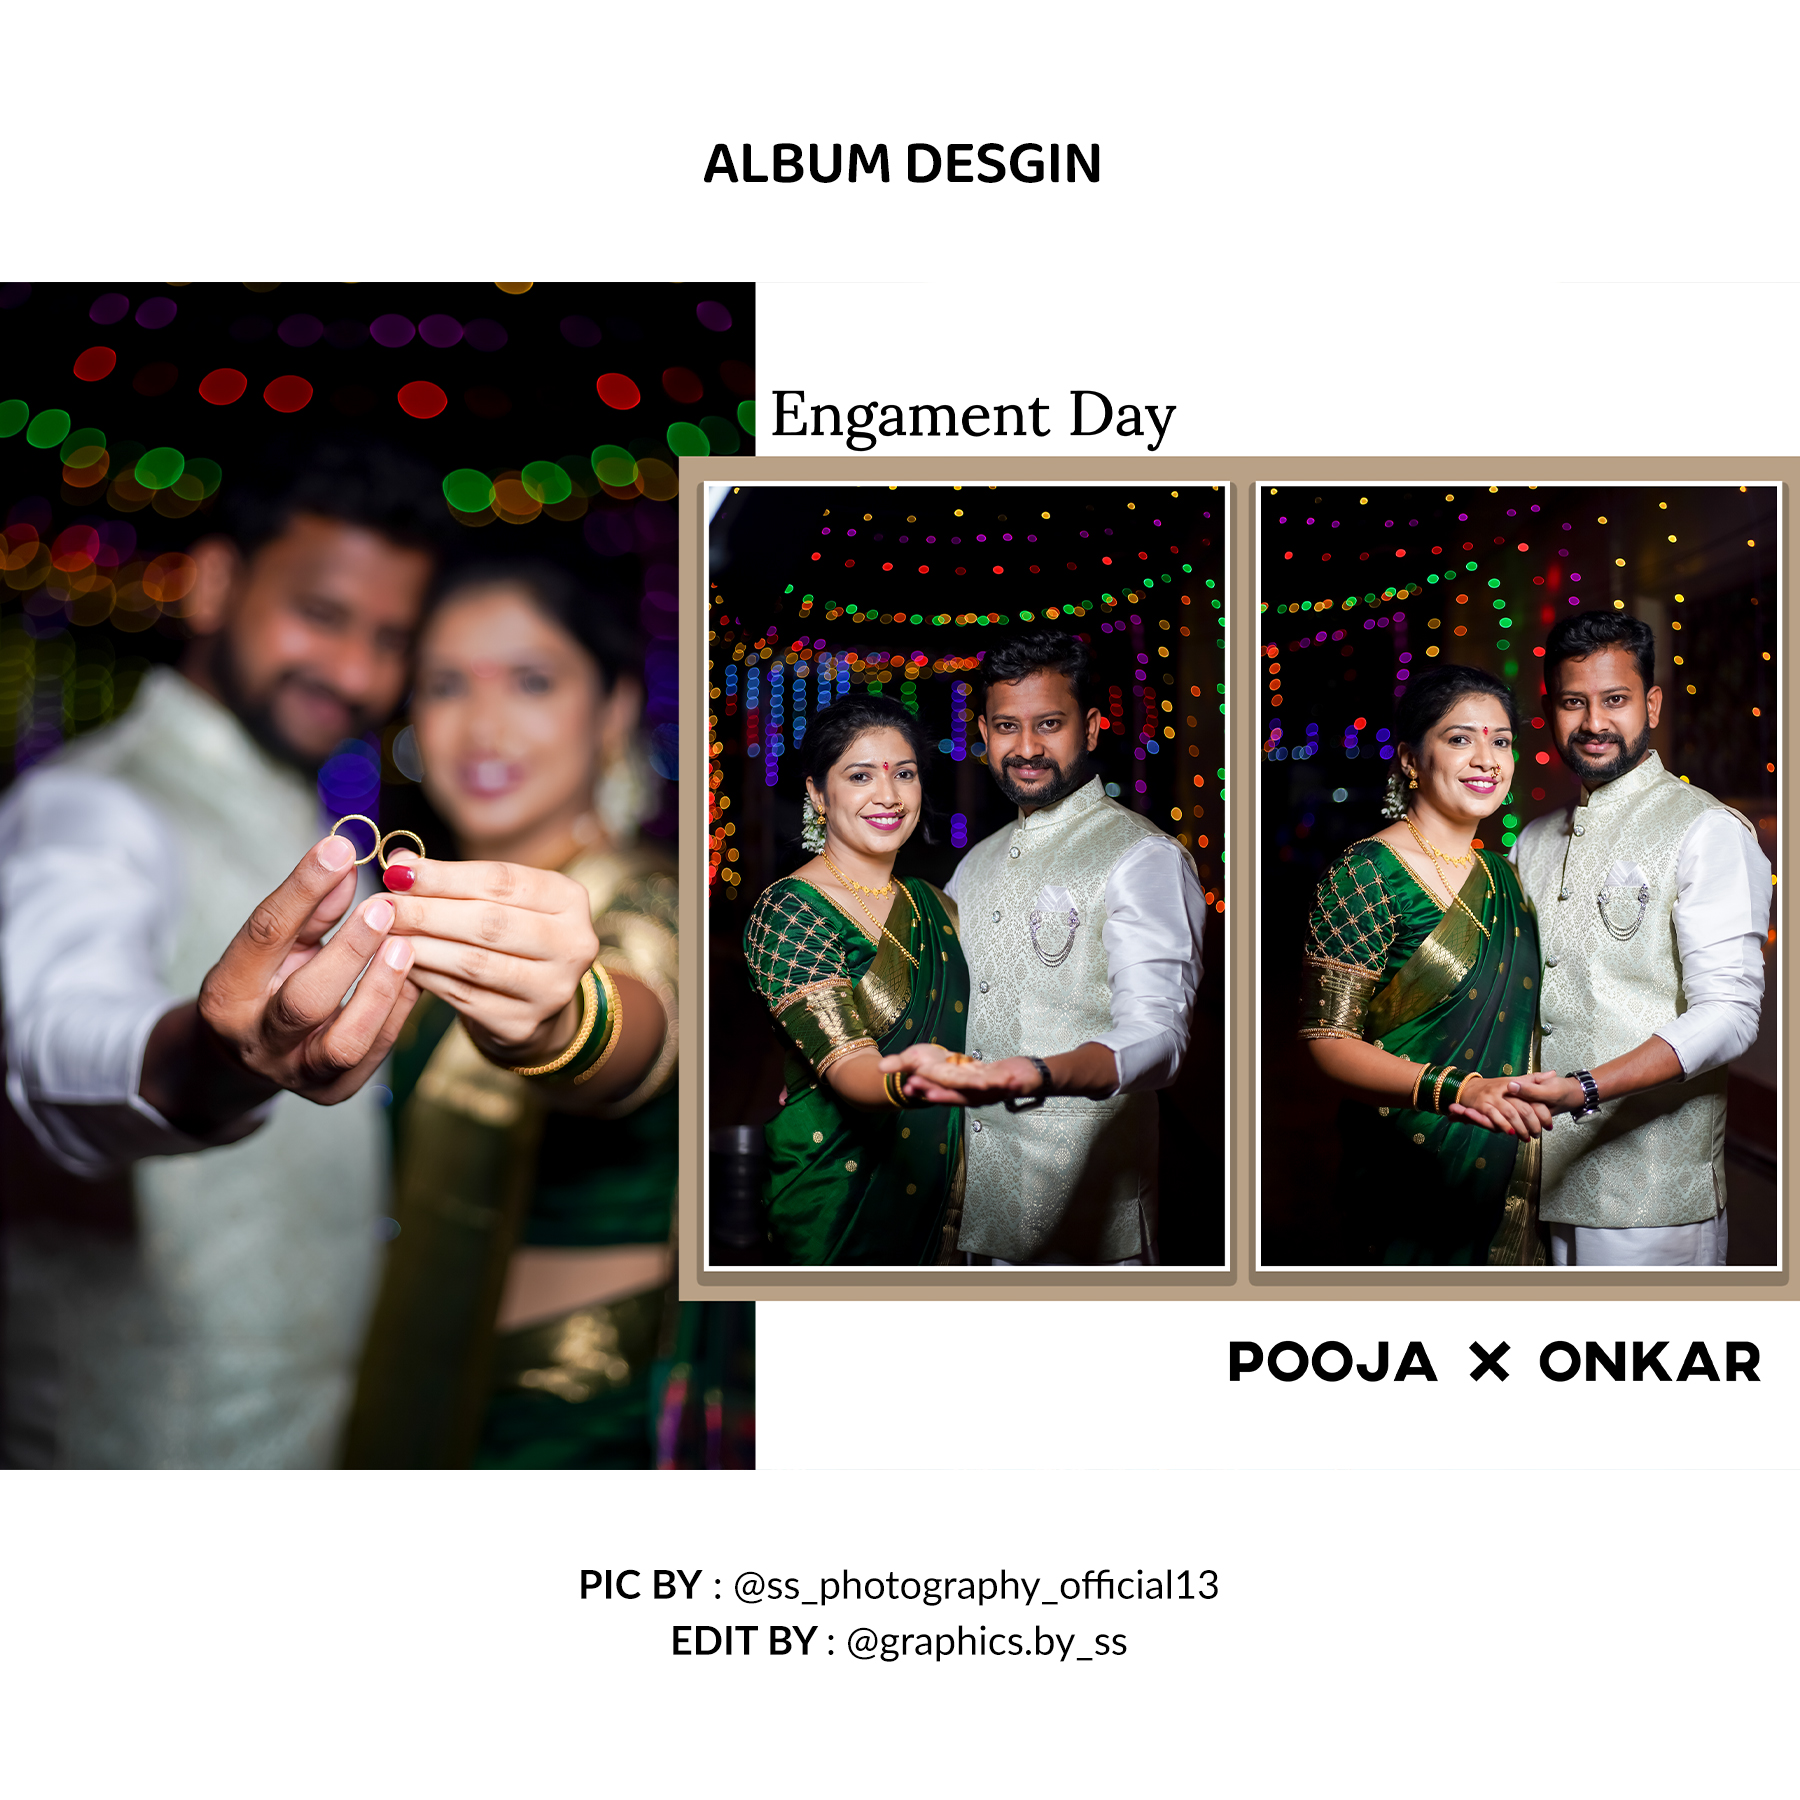 ALBUM DESGIN
Engament Day
POOJA × ONKAR
PIC BY : @ss_photography_official13
EDIT BY : @graphics.by_ss